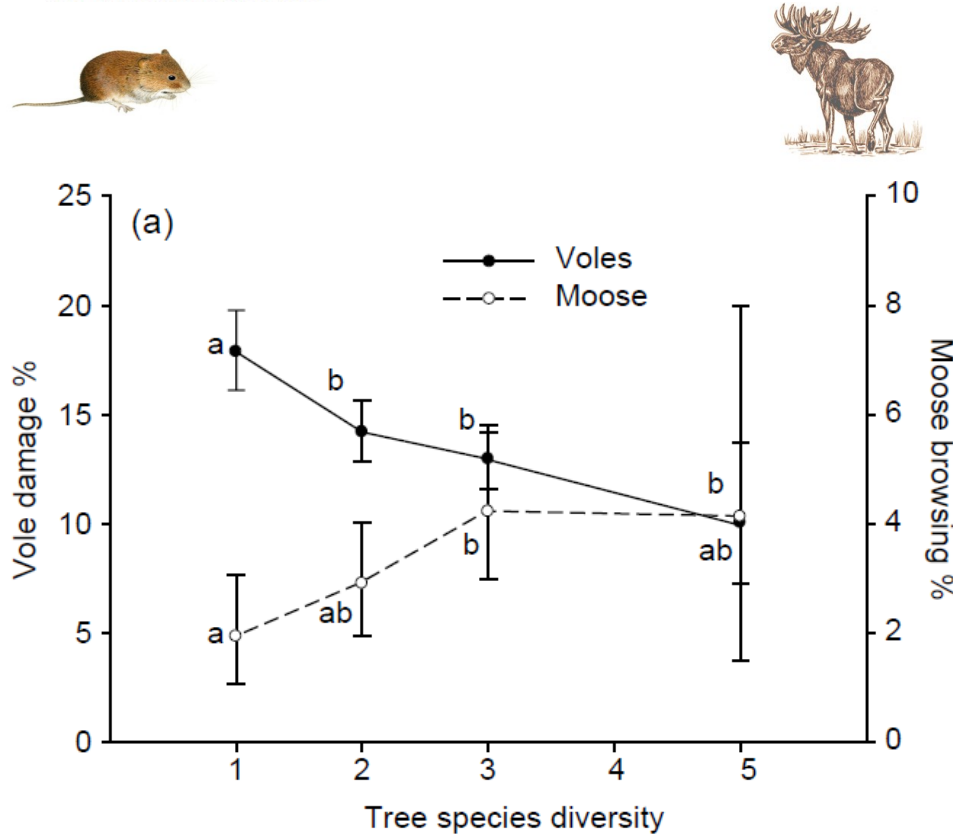 25
20
15
10
5
0
Vole damage %
(a)
Voles
Moose
a
b
b
b
a
ab
b
ab
10
8
6
4
2
0
Moose browsing %
1 2 3 4 5
Tree species diversity